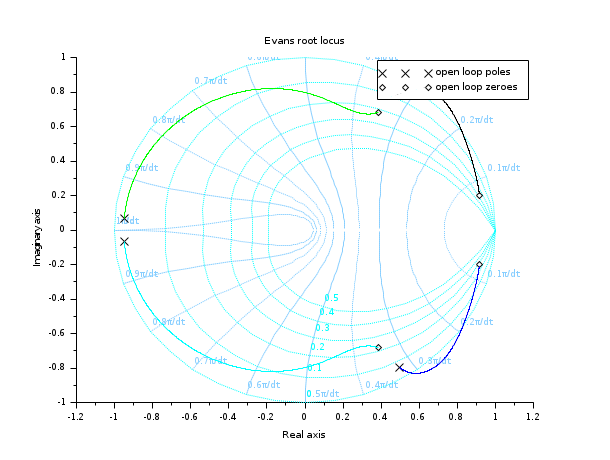 Evans root locus
1
0.8
0.6
0.4
0.2
0
-0.2
-0.4
-0.6
-0.8
-1
Imaginary axis
open loop poles
open loop zeroes
0.7π/dt
0.2π/dt
0.8π/dt
0.9π/dt
0.1π/dt
0.9π/dt
0.1π/dt
0.5
0.4
0.3
0.2
0.1
0.8π/dt
0.2π/dt
0.7π/dt
0.3π/dt
0.6π/dt
0.4π/dt
0.5π/dt
-1.2 -1 -0.8 -0.6 -0.4 -0.2 0 0.2 0.4 0.6 0.8 1 1.2
Real axis